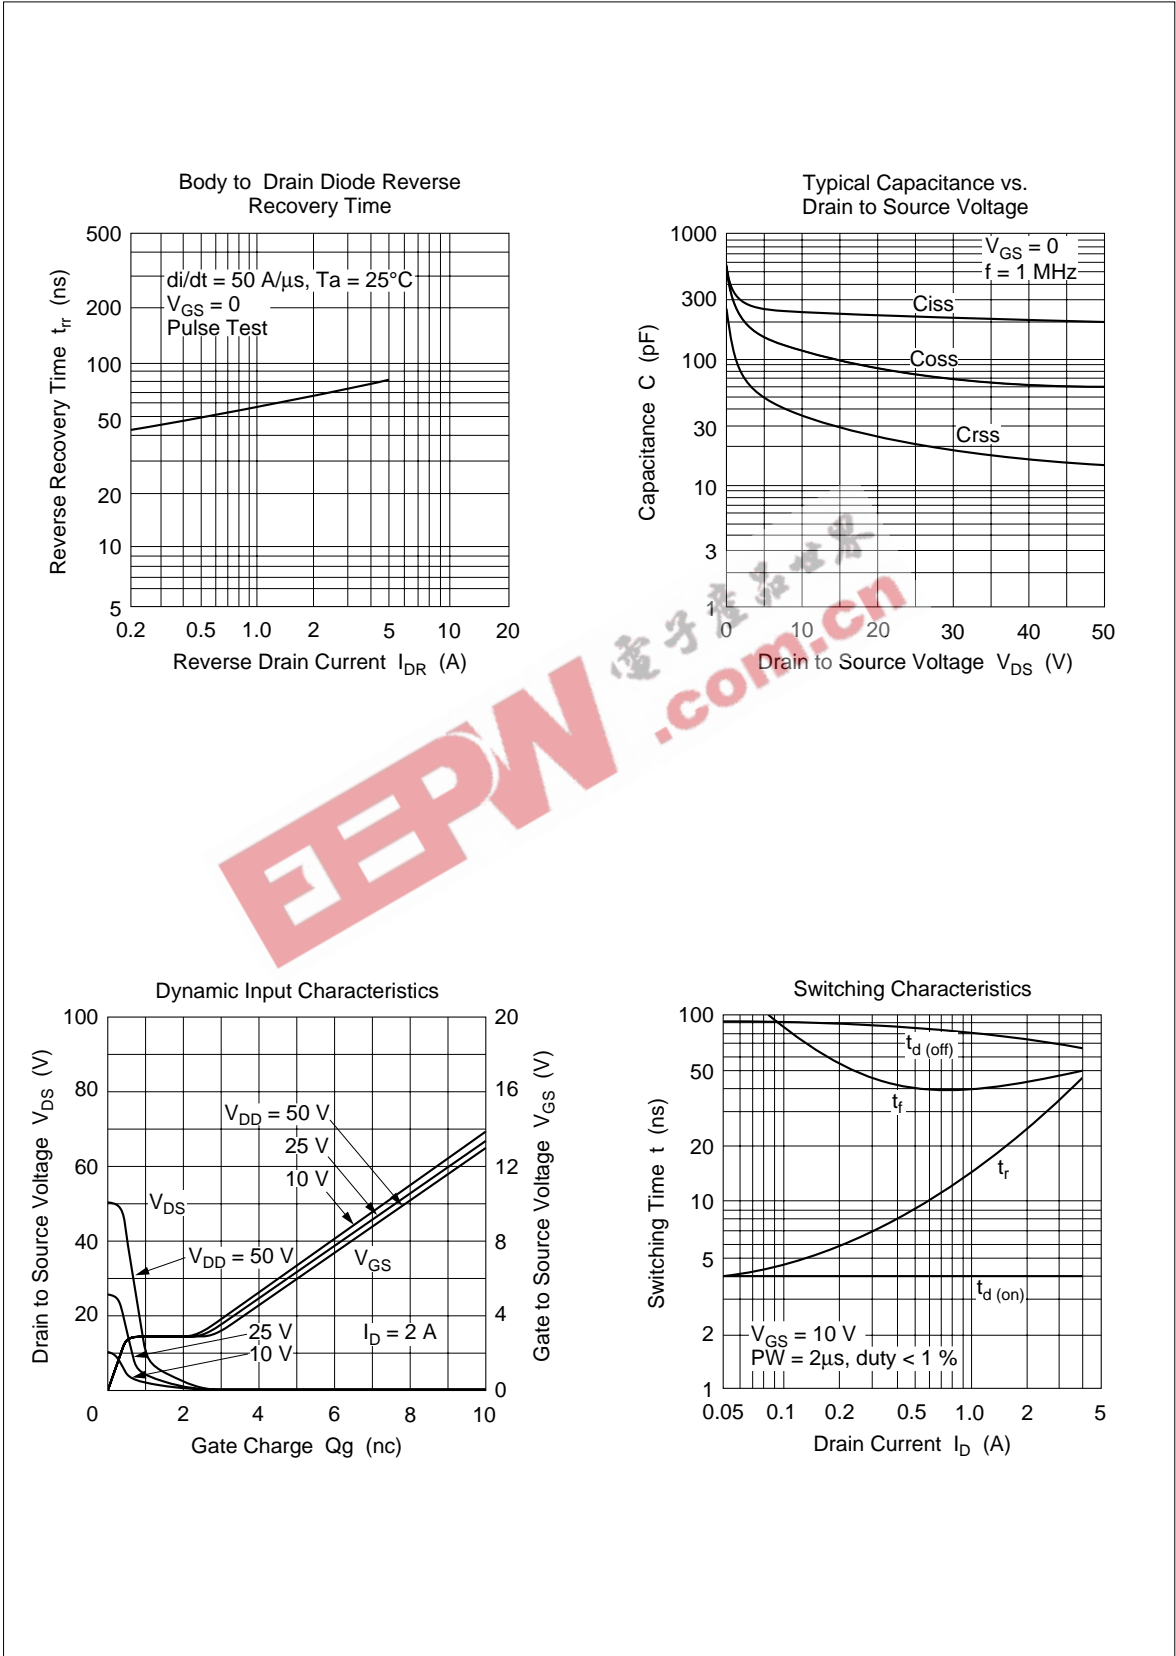 Body to Drain Diode Reverse
Recovery Time
500
200
100
50
20
10
5
Reverse Recovery Time trr (ns)
di/dt = 50 A/µs, Ta = 25°C
VGS = 0
Pulse Test
0.2 0.5 1.0 2 5 10 20
Reverse Drain Current IDR (A)
Typical Capacitance vs.
Drain to Source Voltage
1000
300
100
30
10
3
1
Capacitance C (pF)
VGS = 0
f = 1 MHz
Ciss
Coss
Crss
0 10 20 30 40 50
Drain to Source Voltage VDS (V)
EEPW
.com.cn
電子產品世界
Dynamic Input Characteristics
100
80
60
40
20
0
Drain to Source Voltage VDS (V)
20
16
12
8
4
0
Gate to Source Voltage VGS (V)
VDD = 50 V
25 V
10 V
VDS
VDD = 50 V
VGS
25 V
10 V
ID = 2 A
2 4 6 8 10
Gate Charge Qg (nc)
Switching Characteristics
100
50
20
10
5
2
1
Switching Time t (ns)
td (off)
tf
tr
td (on)
VGS = 10 V
PW = 2µs, duty < 1 %
0.05 0.1 0.2 0.5 1.0 2 5
Drain Current ID (A)